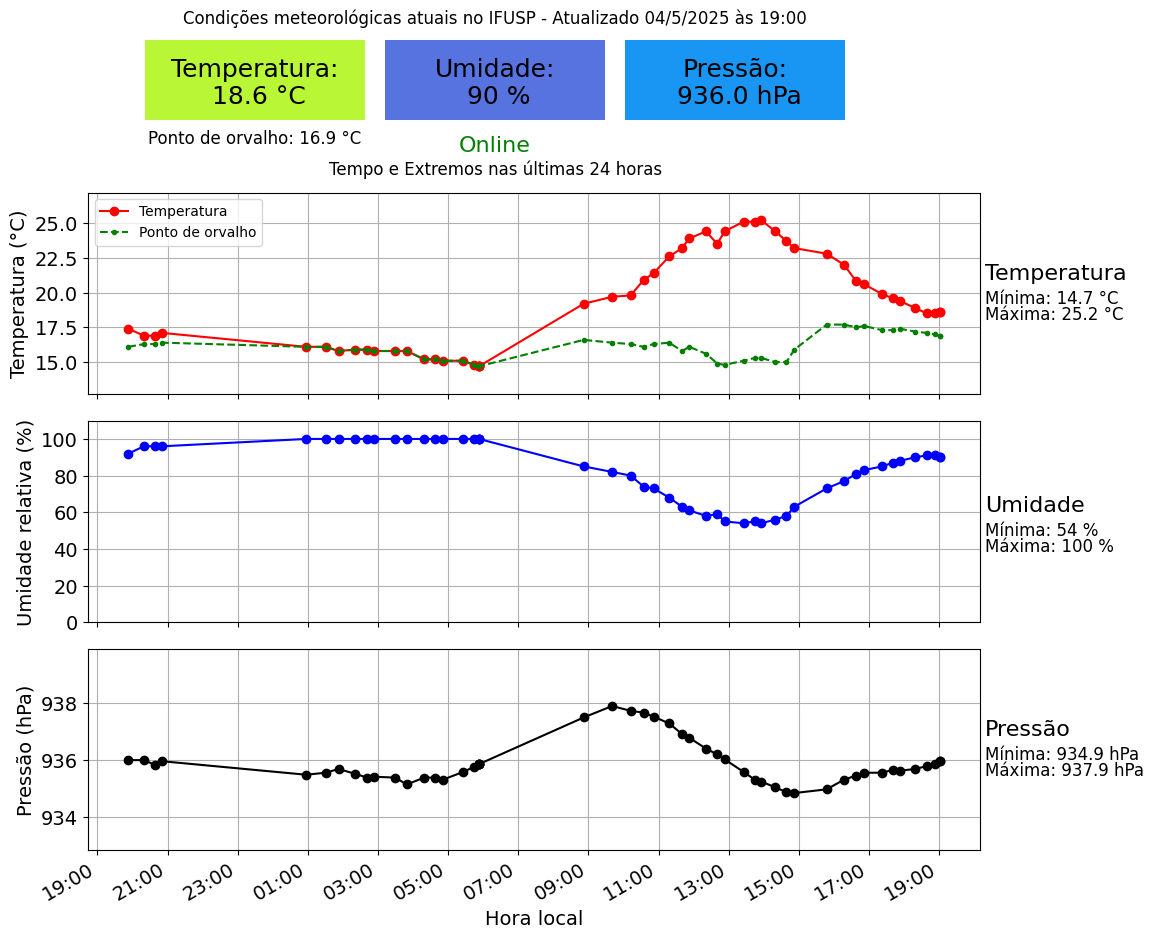 Condições meteorológicas atuais no IFUSP - Atualizado 04/5/2025 às 19:00
Temperatura:
18.6 °C
Umidade:
90 %
Pressão:
936.0 hPa
Ponto de orvalho: 16.9 °C
Online
Tempo e Extremos nas últimas 24 horas
Temperatura (°C)
25.0
22.5
20.0
17.5
15.0
Temperatura
Ponto de orvalho
Temperatura
Mínima: 14.7 °C
Máxima: 25.2 °C
Umidade relativa (%)
100
80
60
40
20
0
Umidade
Mínima: 54 %
Máxima: 100 %
Pressão (hPa)
938
936
934
Pressão
Mínima: 934.9 hPa
Máxima: 937.9 hPa
19:00 21:00 23:00 01:00 03:00 05:00 07:00 09:00 11:00 13:00 15:00 17:00 19:00
Hora local